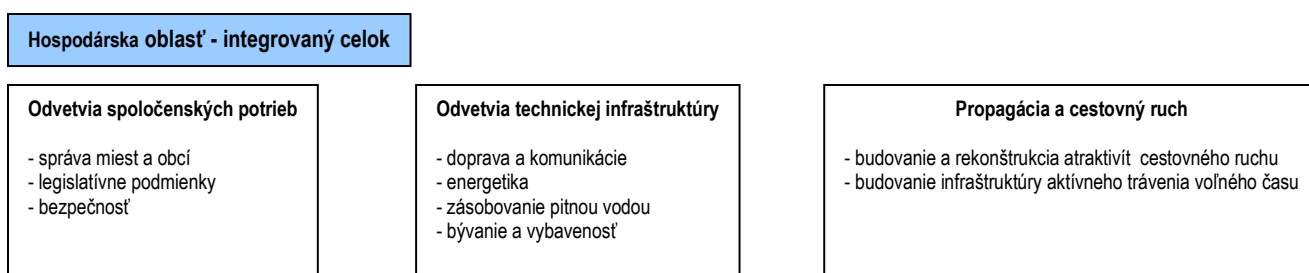 Hospodárska oblasť - integrovaný celok
Odvetvia spoločenských potrieb
- správa miest a obcí
- legislatívne podmienky
- bezpečnosť
Odvetvia technickej infraštruktúry
- doprava a komunikácie
- energetika
- zásobovanie pitnou vodou
- bývanie a vybavenosť
Propagácia a cestovný ruch
- budovanie a rekonštrukcia atraktivít cestovného ruchu
- budovanie infraštruktúry aktívneho trávenia voľného času